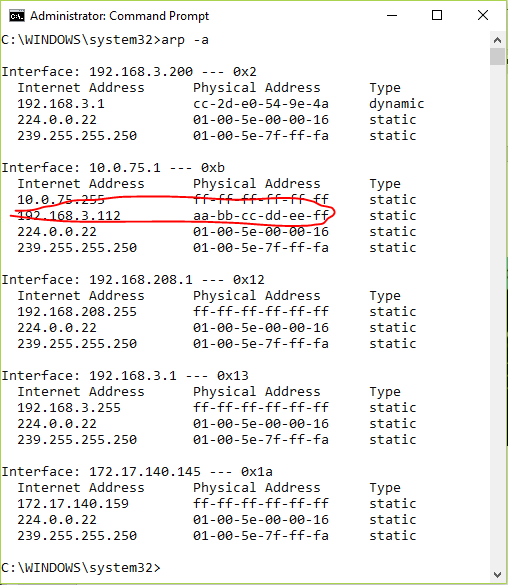 Administrator: Command Prompt
C:\WINDOWS\system32>arp -a
Interface: 192.168.3.200 --- 0x2
Internet Address Physical Address Type
192.168.3.1 cc-2d-e0-54-9e-4a dynamic
224.0.0.22 01-00-5e-00-00-16 static
239.255.255.250 01-00-5e-7f-ff-fa static
Interface: 10.0.75.1 --- 0xb
Internet Address Physical Address Type
10.0.75.255 ff-ff-ff-ff-ff-ff static
192.168.3.112 aa-bb-cc-dd-ee-ff static
224.0.0.22 01-00-5e-00-00-16 static
239.255.255.250 01-00-5e-7f-ff-fa static
Interface: 192.168.208.1 --- 0x12
Internet Address Physical Address Type
192.168.208.255 ff-ff-ff-ff-ff-ff static
224.0.0.22 01-00-5e-00-00-16 static
239.255.255.250 01-00-5e-7f-ff-fa static
Interface: 192.168.3.1 --- 0x13
Internet Address Physical Address Type
192.168.3.255 ff-ff-ff-ff-ff-ff static
224.0.0.22 01-00-5e-00-00-16 static
239.255.255.250 01-00-5e-7f-ff-fa static
Interface: 172.17.140.145 --- 0x1a
Internet Address Physical Address Type
172.17.140.159 ff-ff-ff-ff-ff-ff static
224.0.0.22 01-00-5e-00-00-16 static
239.255.255.250 01-00-5e-7f-ff-fa static
C:\WINDOWS\system32>